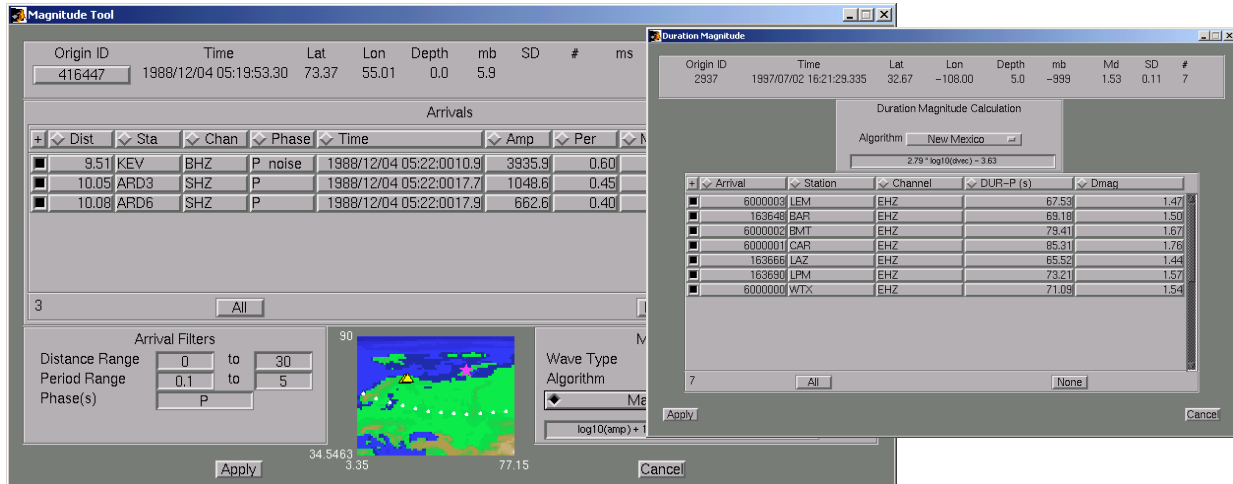 Magnitude Tool
Origin ID Time Lat Lon Depth mb SD # ms
416447 1988/12/04 05:19:53.30 73.37 55.01 0.0 5.9
Arrivals
+ Dist Sta Chan Phase Time Amp Per
9.51 KEV BHZ P noise 1988/12/04 05:22:0010.9 3935.9 0.60
10.05 ARD3 SHZ P 1988/12/04 05:22:0017.7 1048.6 0.45
10.08 ARD6 SHZ P 1988/12/04 05:22:0017.9 662.6 0.40
3 All
Arrival Filters
Distance Range 0 to 30
Period Range 0.1 to 5
Phase(s) P
90
34.5463
3.35 77.15
Wave Type
Algorithm
Ma
log10(amp) + 1
Apply Cancel
Duration Magnitude
Origin ID Time Lat Lon Depth mb Md SD #
2937 1997/07/02 16:21:29.335 32.67 −108.00 5.0 −999 1.53 0.11 7
Duration Magnitude Calculation
Algorithm New Mexico
2.79 * log10(dvec) − 3.63
+ Arrival Station Channel DUR−P (s) Dmag
6000003 LEM EHZ 67.53 1.47
163648 BAR EHZ 69.18 1.50
6000002 BMT EHZ 79.41 1.67
6000001 CAR EHZ 85.31 1.76
163666 LAZ EHZ 65.52 1.44
163690 LPM EHZ 73.21 1.57
6000000 WTX EHZ 71.09 1.54
7 All None
Apply Cancel